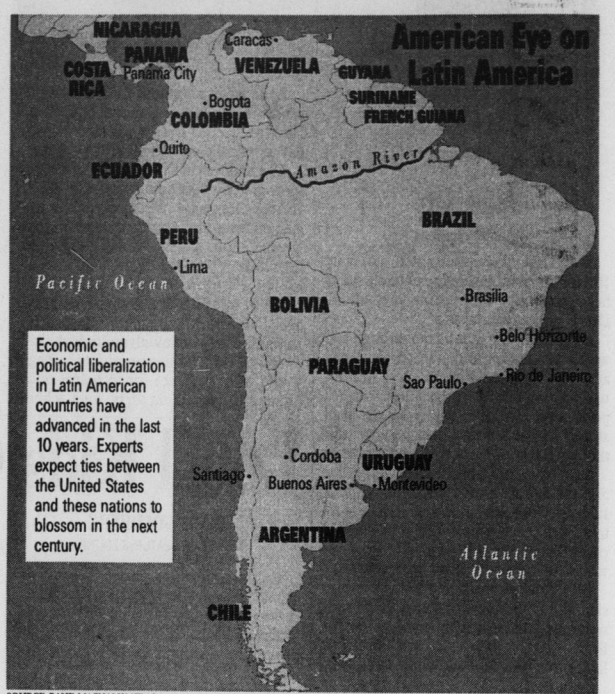 American Eye on
Latin America
NICARAGUA
PANAMA
COSTA
RICA
Panama City
Caracas
VENEZUELA
GUYANA
SURINAME
FRENCH GUIANA
Bogota
COLOMBIA
Quito
ECUADOR
Amazon River
BRAZIL
PERU
Lima
Pacific Ocean
BOLIVIA
Brasilia
Belo Horizonte
PARAGUAY
Sao Paulo
Rio de Janeiro
Economic and
political liberalization
in Latin American
countries have
advanced in the last
10 years. Experts
expect ties between
the United States
and these nations to
blossom in the next
century.
Cordoba
URUGUAY
Santiago
Buenos Aires
Montevideo
ARGENTINA
Atlantic
Ocean
CHILE